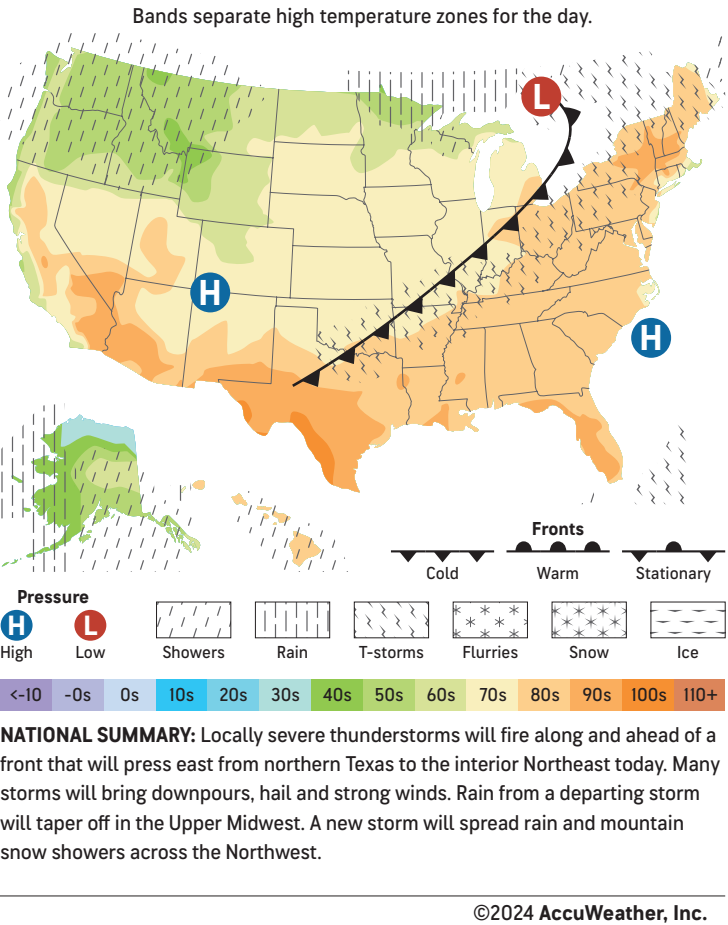 Bands separate high temperature zones for the day.
L
H
H
Fronts
Cold Warm Stationary
Pressure
H L
High Low Showers Rain T-storms Flurries Snow Ice
<-10 -0s 0s 10s 20s 30s 40s 50s 60s 70s 80s 90s 100s 110+
NATIONAL SUMMARY: Locally severe thunderstorms will fire along and ahead of a
front that will press east from northern Texas to the interior Northeast today. Many
storms will bring downpours, hail and strong winds. Rain from a departing storm
will taper off in the Upper Midwest. A new storm will spread rain and mountain
snow showers across the Northwest.
©2024 AccuWeather, Inc.